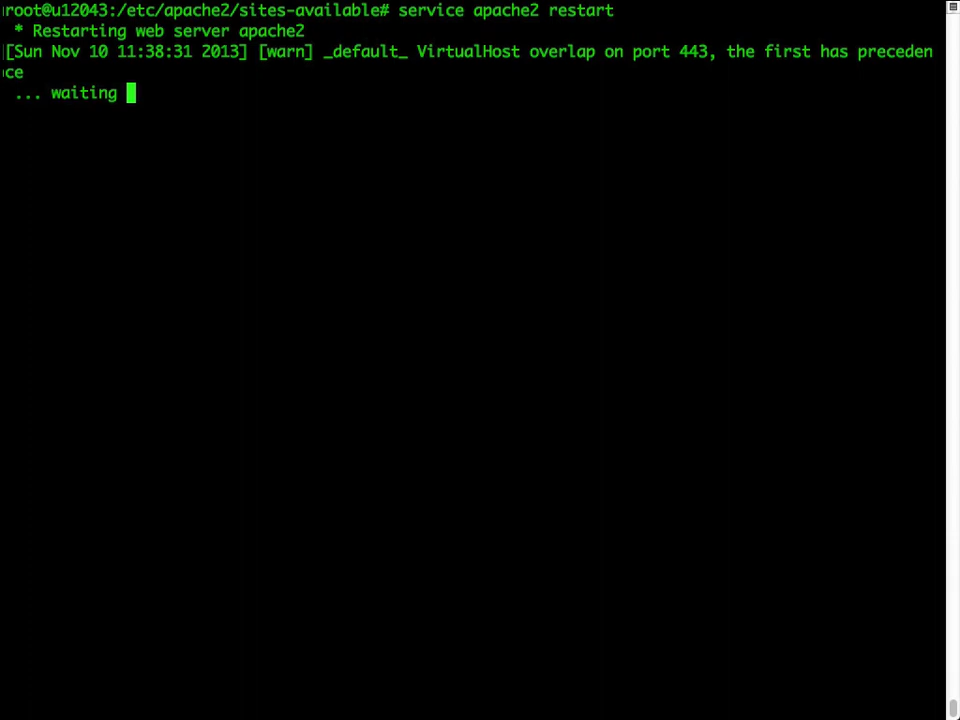 root@u12043:/etc/apache2/sites-available# service apache2 restart
* Restarting web server apache2
[Sun Nov 10 11:38:31 2013] [warn] _default_ VirtualHost overlap on port 443, the first has preceden
ce
... waiting